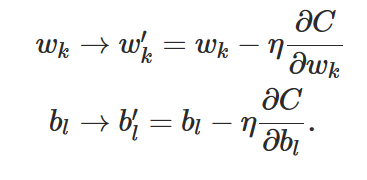 w_k → w'_k = w_k − η ∂C/∂w_k
b_l → b'_l = b_l − η ∂C/∂b_l.